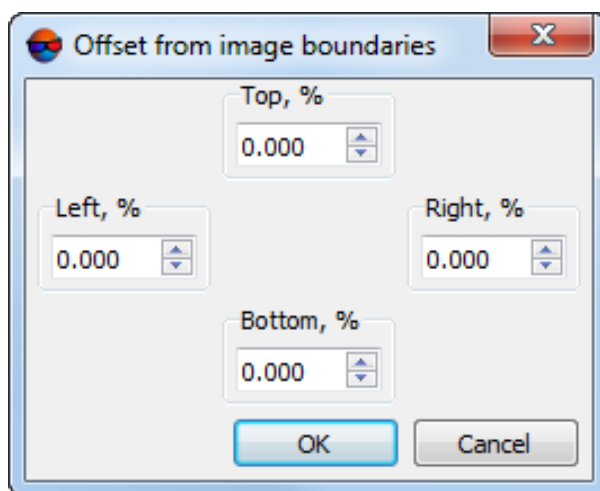 Offset from image boundaries
Top, %
0.000
Left, %
Right, %
0.000
0.000
Bottom, %
0.000
OK
Cancel